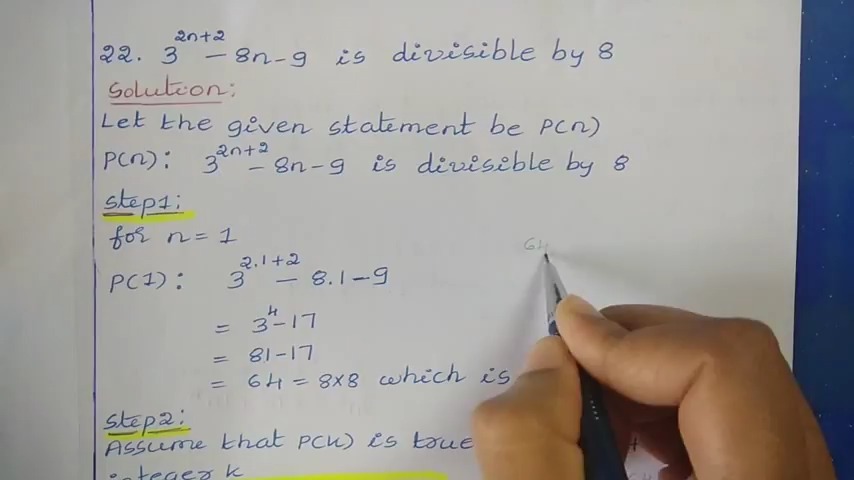 22. 3^{2n+2} - 8n - 9 is divisible by 8
Solution:
Let the given statement be P(n)
P(n): 3^{2n+2} - 8n - 9 is divisible by 8
Step1:
for n = 1
64
P(1): 3^{2.1+2} - 8.1 - 9
= 3^4 - 17
= 81 - 17
= 64 = 8×8 which is
Step2:
Assume that P(k) is true
integer k